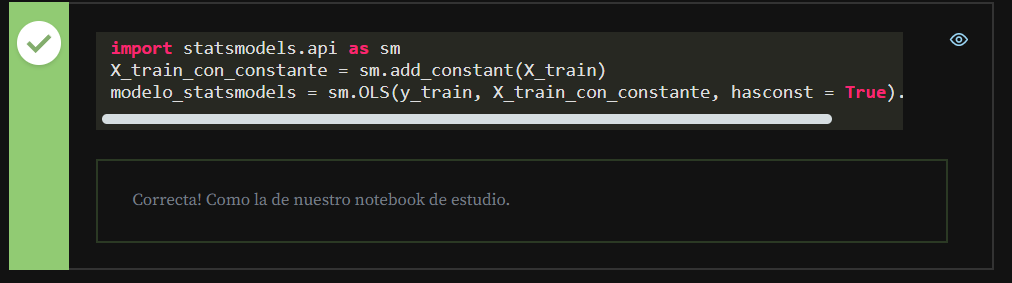 import statsmodels.api as sm
X_train_con_constante = sm.add_constant(X_train)
modelo_statsmodels = sm.OLS(y_train, X_train_con_constante, hasconst = True).
Correcta! Como la de nuestro notebook de estudio.